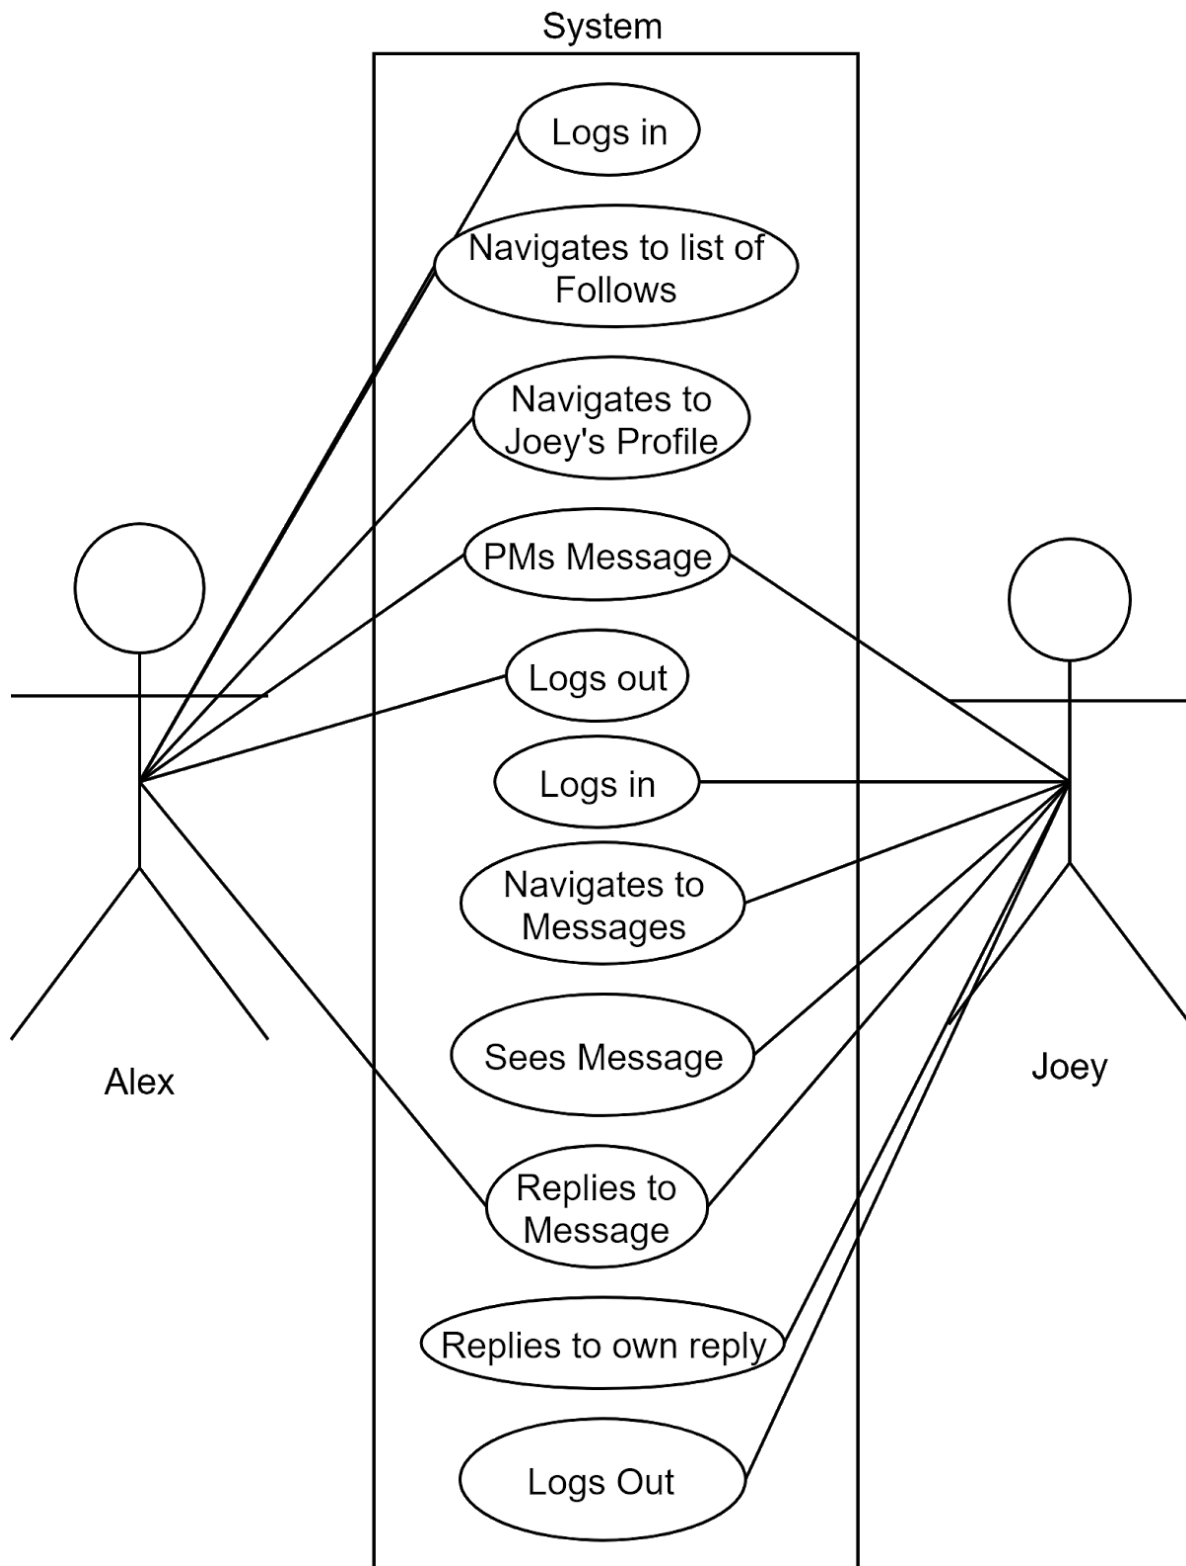 System
Logs in
Navigates to list of
Follows
Navigates to
Joey's Profile
PMs Message
Logs out
Logs in
Navigates to
Messages
Sees Message
Alex
Joey
Replies to
Message
Replies to own reply
Logs Out